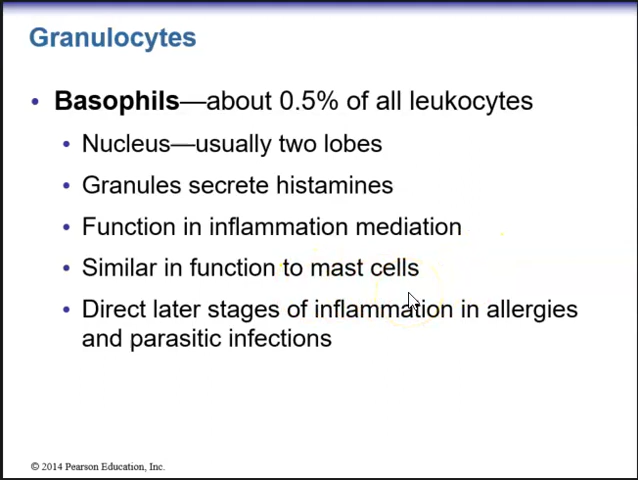 Granulocytes
• Basophils—about 0.5% of all leukocytes
• Nucleus—usually two lobes
• Granules secrete histamines
• Function in inflammation mediation
• Similar in function to mast cells
• Direct later stages of inflammation in allergies
and parasitic infections
© 2014 Pearson Education, Inc.